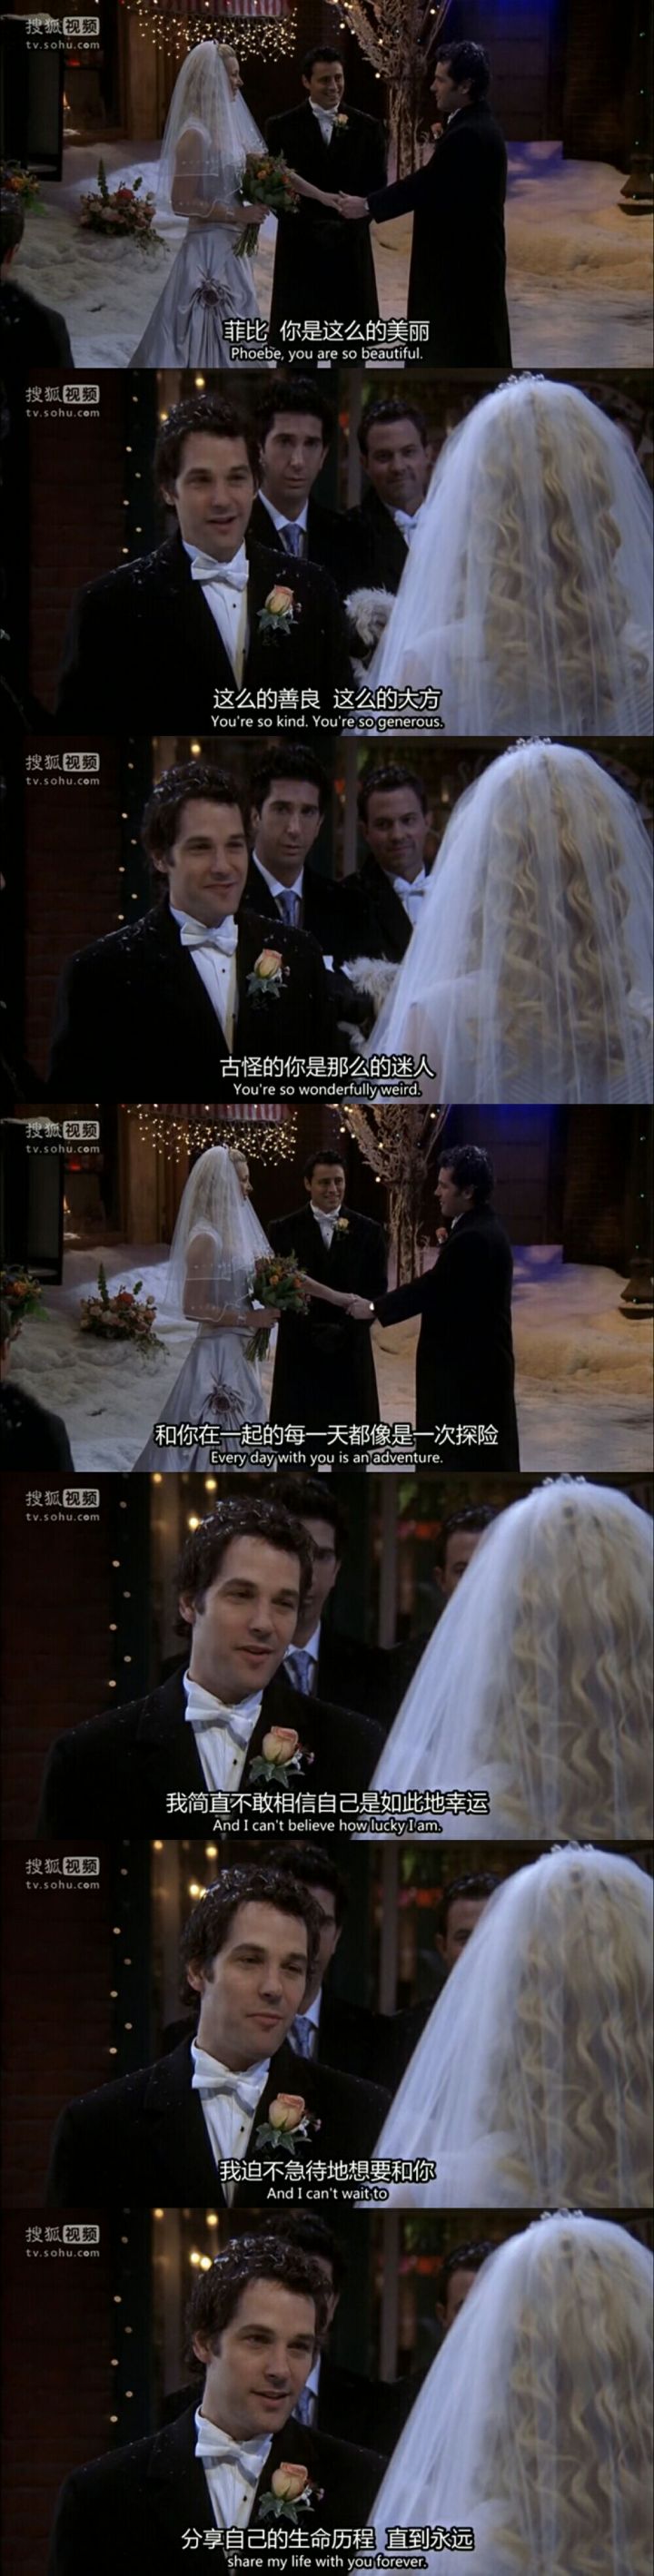 搜狐视频
tv.sohu.com
菲比 你是这么的美丽
Phoebe, you are so beautiful.
搜狐视频
tv.sohu.com
这么的善良 这么的大方
You're so kind. You're so generous.
搜狐视频
tv.sohu.com
古怪的你是那么的迷人
You're so wonderfully weird.
搜狐视频
tv.sohu.com
和你在一起的每一天都像是一次探险
Every day with you is an adventure.
搜狐视频
tv.sohu.com
我简直不敢相信自己是如此地幸运
And I can't believe how lucky I am.
搜狐视频
tv.sohu.com
我迫不急待地想要和你
And I can't wait to
搜狐视频
tv.sohu.com
分享自己的生命历程 直到永远
share my life with you forever.